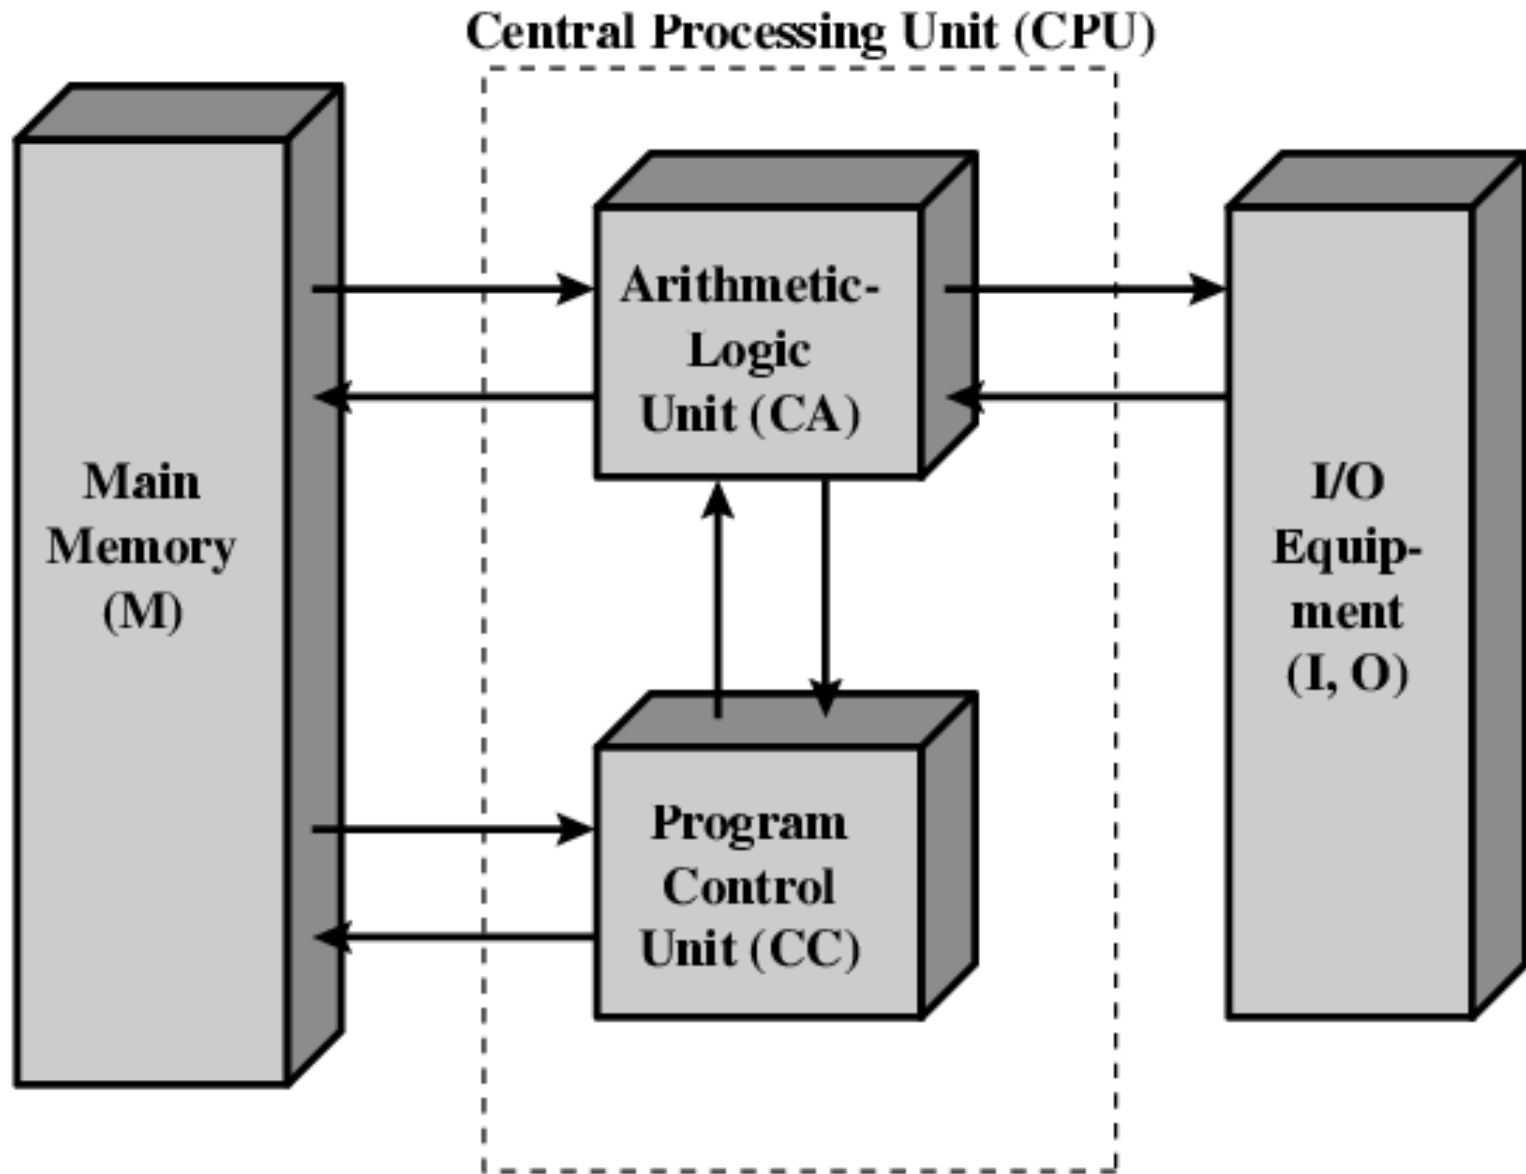 Central Processing Unit (CPU)
Main
Memory
(M)
Arithmetic-
Logic
Unit (CA)
Program
Control
Unit (CC)
I/O
Equip-
ment
(I, O)